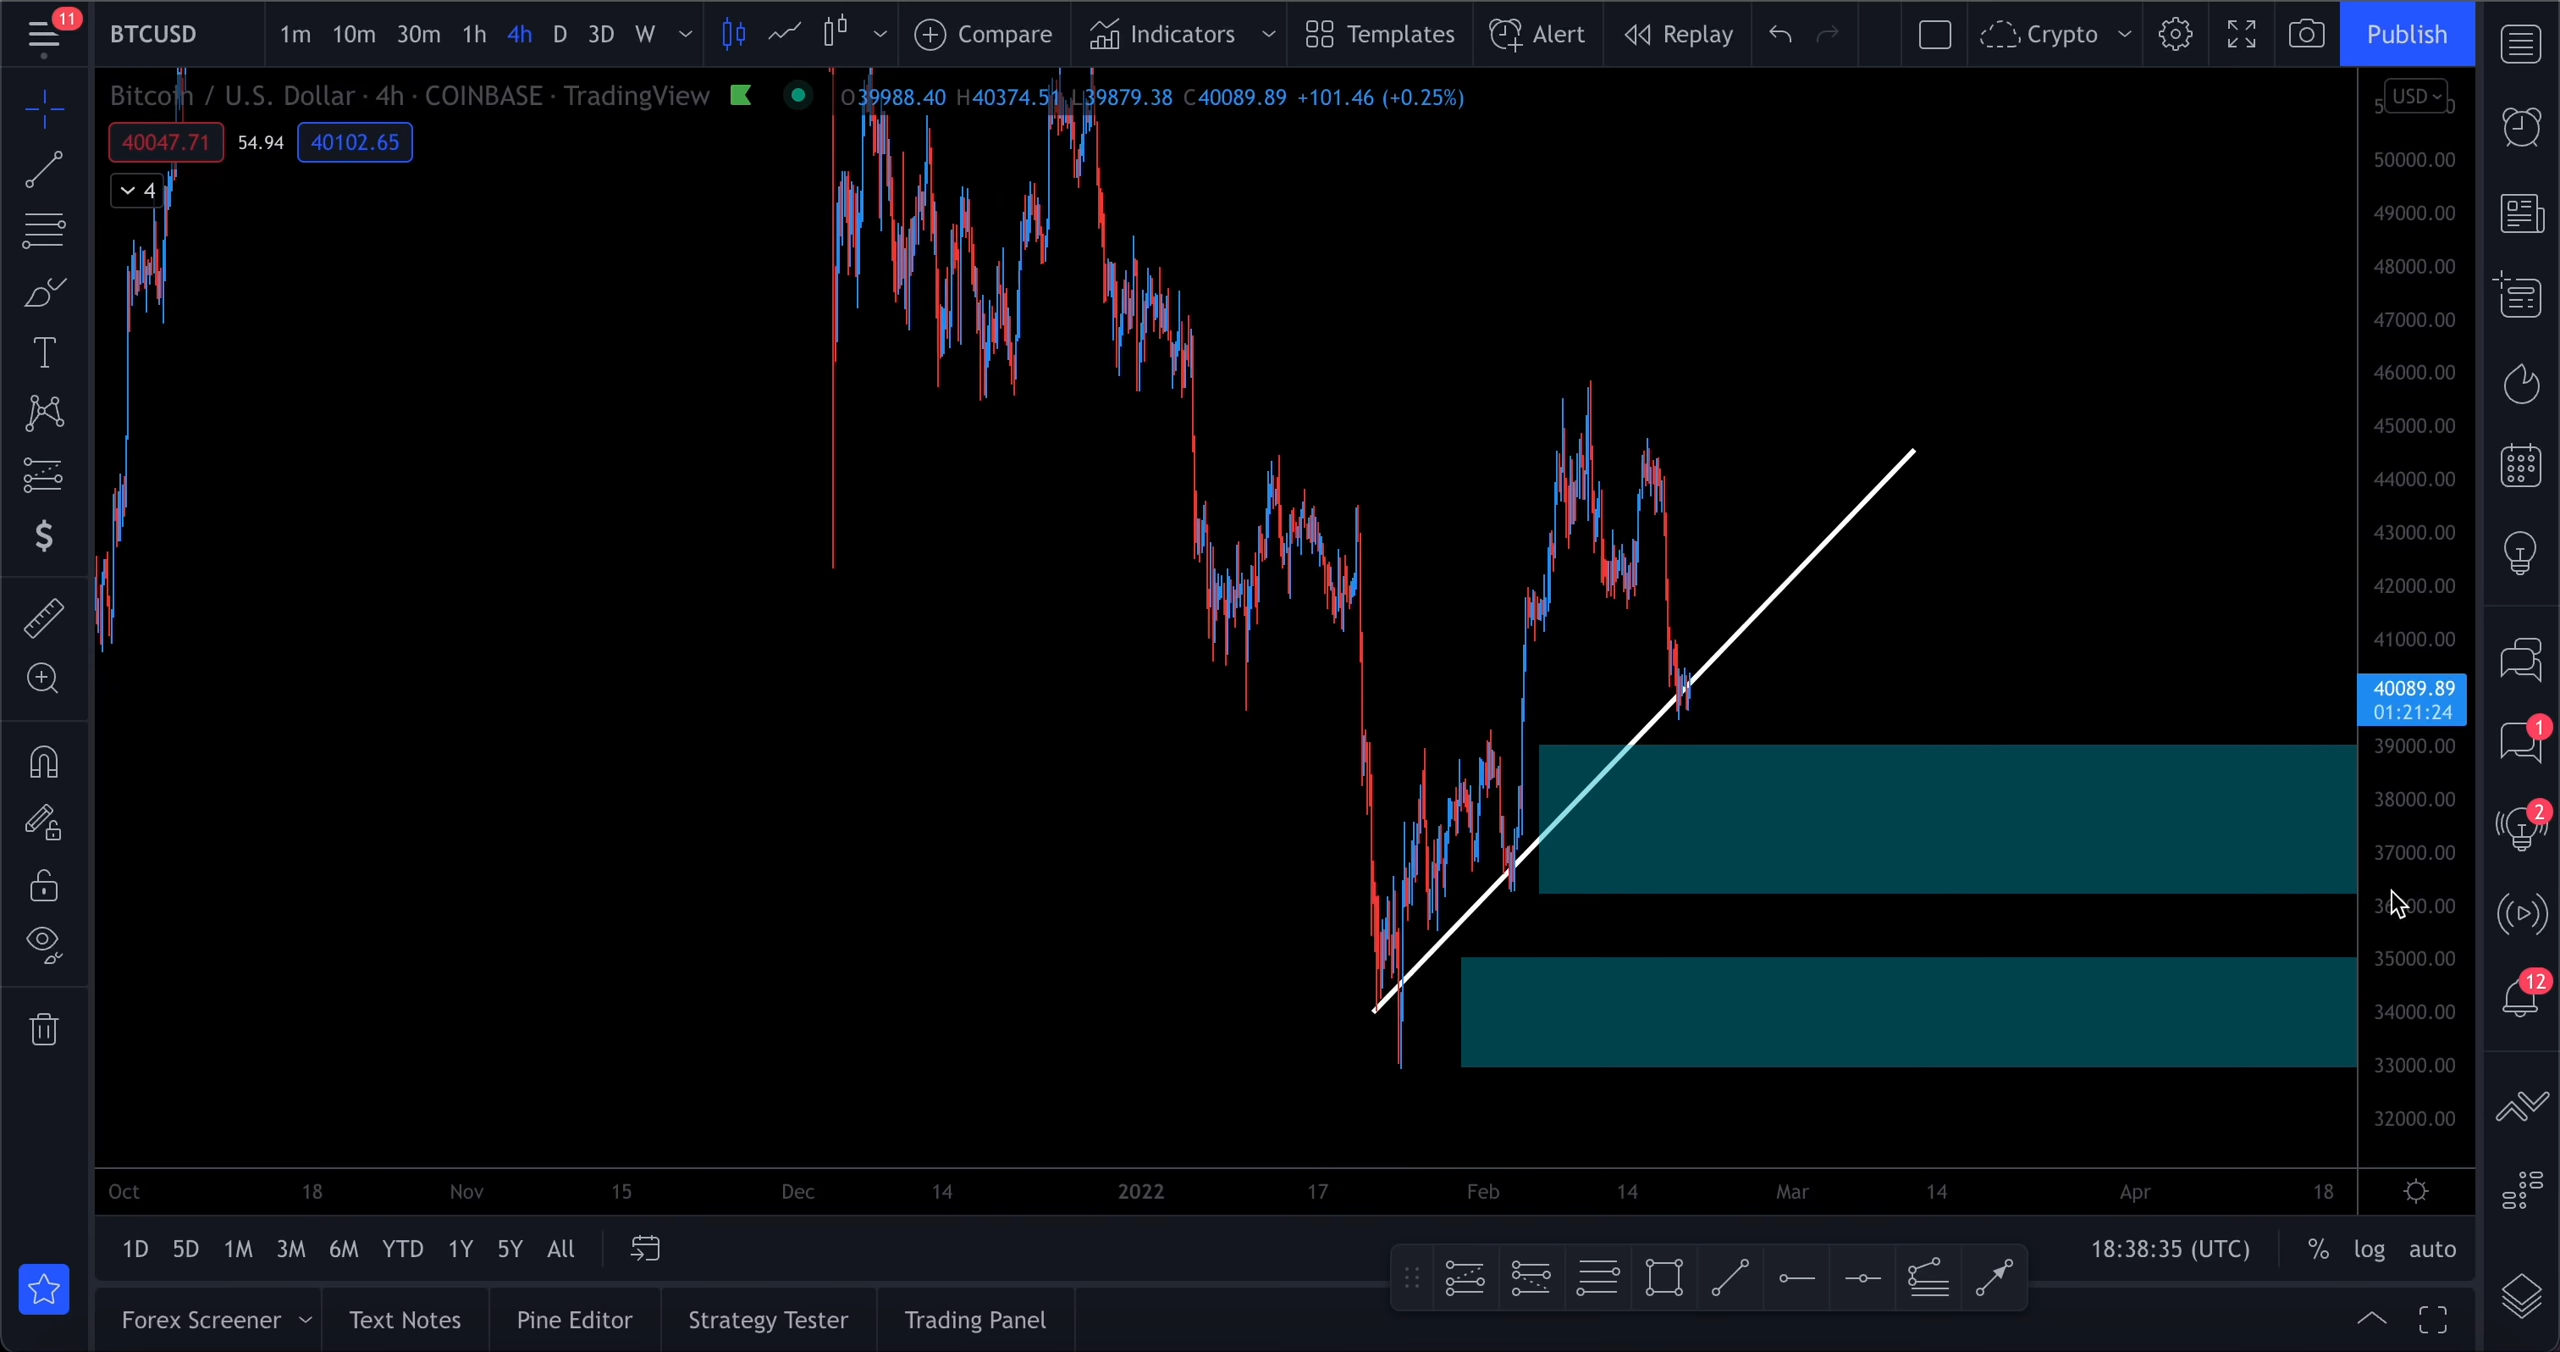 11
BTCUSD
1m 10m 30m 1h 4h D 3D W
Compare
Indicators
Templates
Alert
Replay
Crypto
Publish
Bitcoin / U.S. Dollar · 4h · COINBASE · TradingView
O39988.40 H40374.51 L39879.38 C40089.89 +101.46 (+0.25%)
USD
40047.71 54.94 40102.65
4
50000.00
49000.00
48000.00
47000.00
46000.00
45000.00
44000.00
43000.00
42000.00
41000.00
40089.89
01:21:24
39000.00
38000.00
37000.00
35000.00
34000.00
33000.00
32000.00
1
2
12
Oct 18 Nov 15 Dec 14 2022 17 Feb 14 Mar 14 Apr 18
1D 5D 1M 3M 6M YTD 1Y 5Y All
18:38:35 (UTC) % log auto
Forex Screener Text Notes Pine Editor Strategy Tester Trading Panel